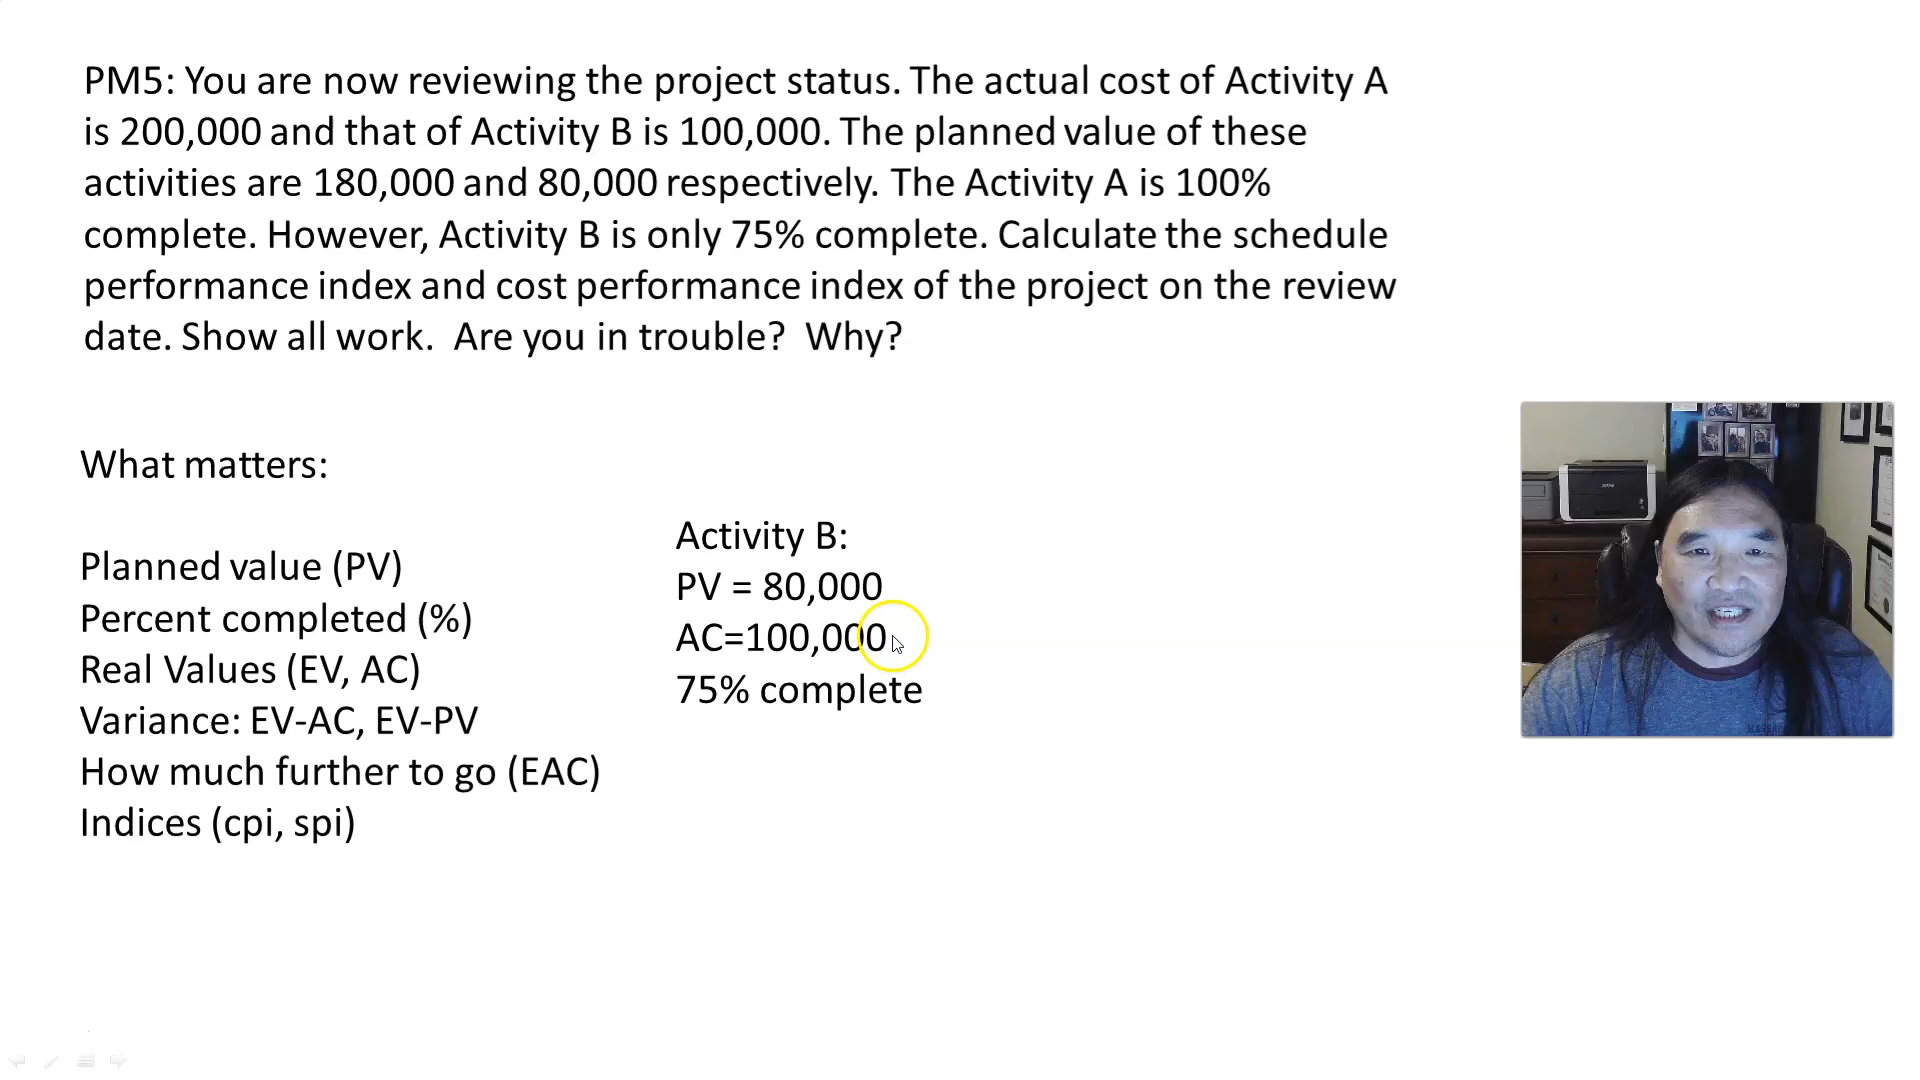 PM5: You are now reviewing the project status. The actual cost of Activity A
is 200,000 and that of Activity B is 100,000. The planned value of these
activities are 180,000 and 80,000 respectively. The Activity A is 100%
complete. However, Activity B is only 75% complete. Calculate the schedule
performance index and cost performance index of the project on the review
date. Show all work.  Are you in trouble?  Why?
What matters:
Planned value (PV)
Percent completed (%)
Real Values (EV, AC)
Variance: EV-AC, EV-PV
How much further to go (EAC)
Indices (cpi, spi)
Activity B:
PV = 80,000
AC=100,000
75% complete